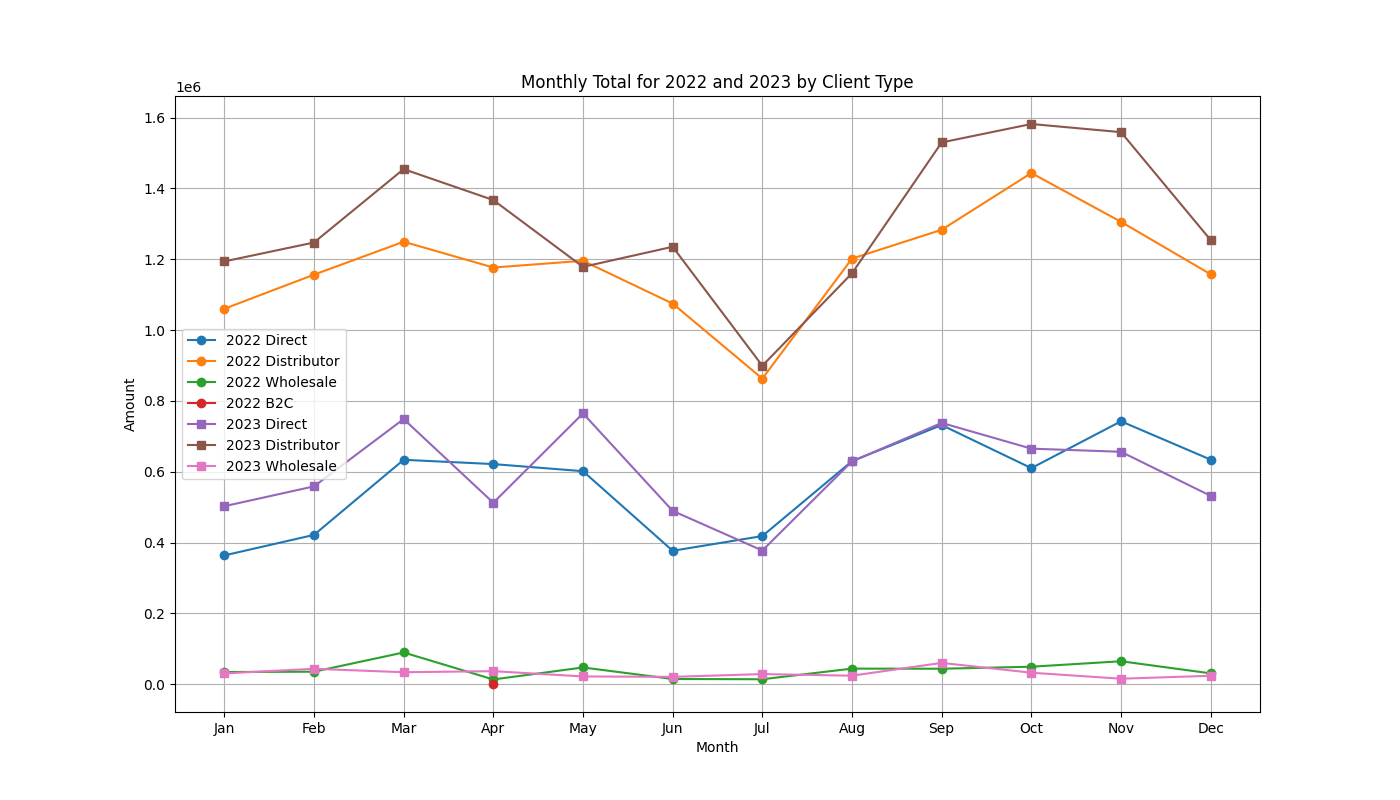 Monthly Total for 2022 and 2023 by Client Type
1e6
1.6
1.4
1.2
1.0
0.8
0.6
0.4
0.2
0.0
Amount
2022 Direct
2022 Distributor
2022 Wholesale
2022 B2C
2023 Direct
2023 Distributor
2023 Wholesale
Jan Feb Mar Apr May Jun Jul Aug Sep Oct Nov Dec
Month